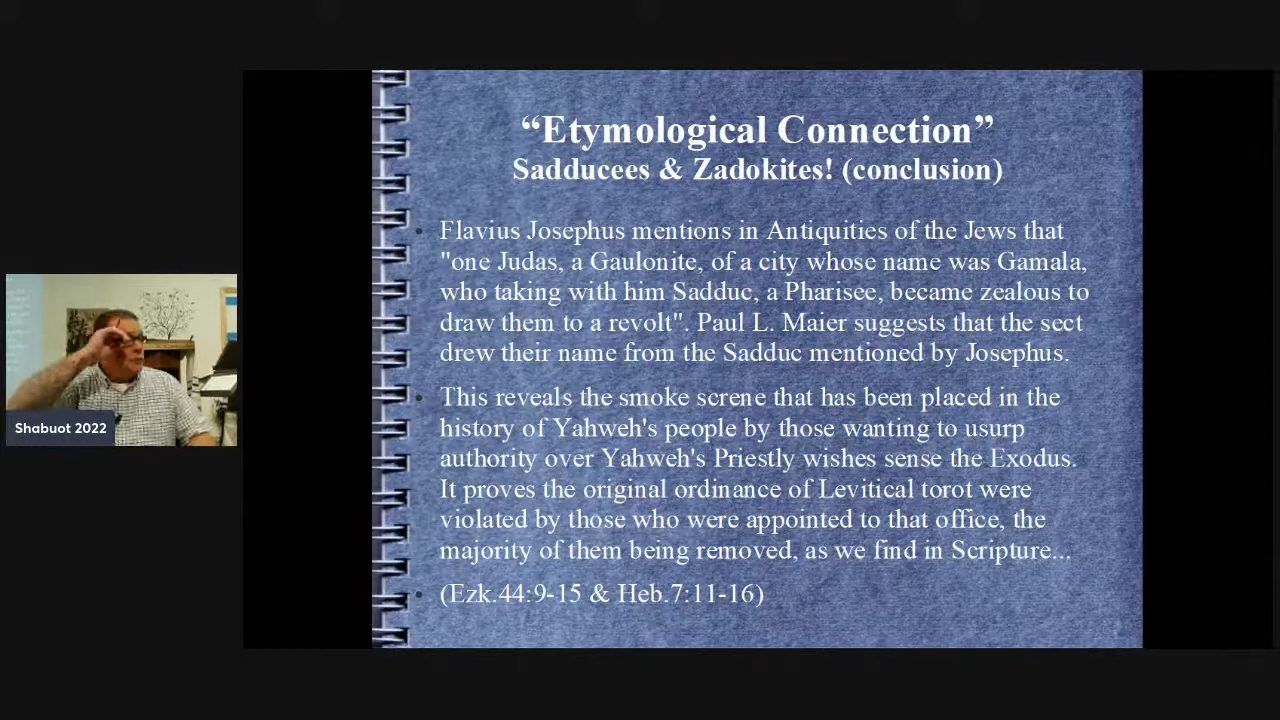 “Etymological Connection”
Sadducees & Zadokites! (conclusion)
• Flavius Josephus mentions in Antiquities of the Jews that
"one Judas, a Gaulonite, of a city whose name was Gamala,
who taking with him Sadduc, a Pharisee, became zealous to
draw them to a revolt". Paul L. Maier suggests that the sect
drew their name from the Sadduc mentioned by Josephus.
• This reveals the smoke screne that has been placed in the
history of Yahweh's people by those wanting to usurp
authority over Yahweh's Priestly wishes sense the Exodus.
It proves the original ordinance of Levitical torot were
violated by those who were appointed to that office, the
majority of them being removed, as we find in Scripture...
• (Ezk.44:9-15 & Heb.7:11-16)
Shabuot 2022